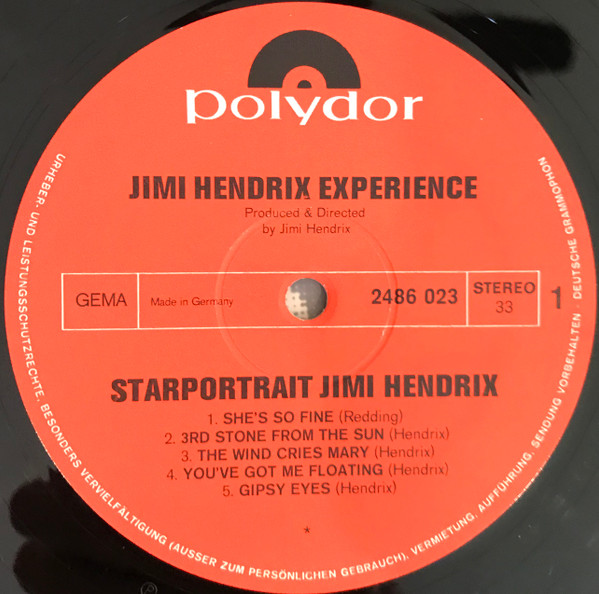 polydor
JIMI HENDRIX EXPERIENCE
Produced & Directed
by Jimi Hendrix
GEMA
Made in Germany
2486 023
STEREO
33
1
STARPORTRAIT JIMI HENDRIX
1. SHE'S SO FINE (Redding)
2. 3RD STONE FROM THE SUN (Hendrix)
3. THE WIND CRIES MARY (Hendrix)
4. YOU'VE GOT ME FLOATING (Hendrix)
5. GIPSY EYES (Hendrix)
*
URHEBER- UND LEISTUNGSSCHUTZRECHTE, BESONDERS VERVIELFÄLTIGUNG (AUSSER ZUM PERSÖNLICHEN GEBRAUCH), VERMIETUNG, AUFFÜHRUNG, SENDUNG VORBEHALTEN · DEUTSCHE GRAMMOPHON